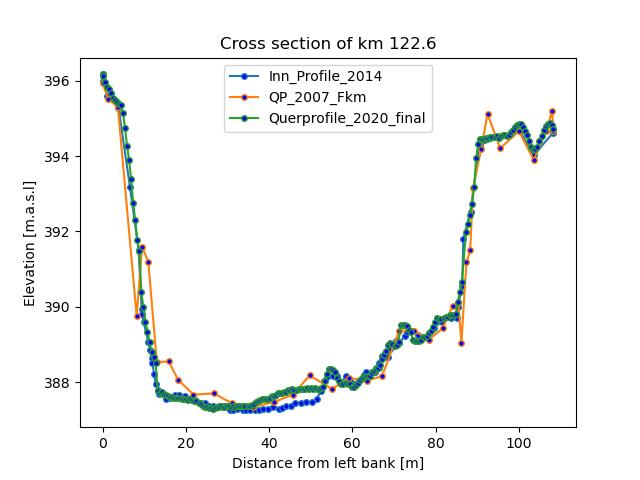 Cross section of km 122.6
Inn_Profile_2014
QP_2007_Fkm
Querprofile_2020_final
Elevation [m.a.s.l]
396
394
392
390
388
0
20
40
60
80
100
Distance from left bank [m]